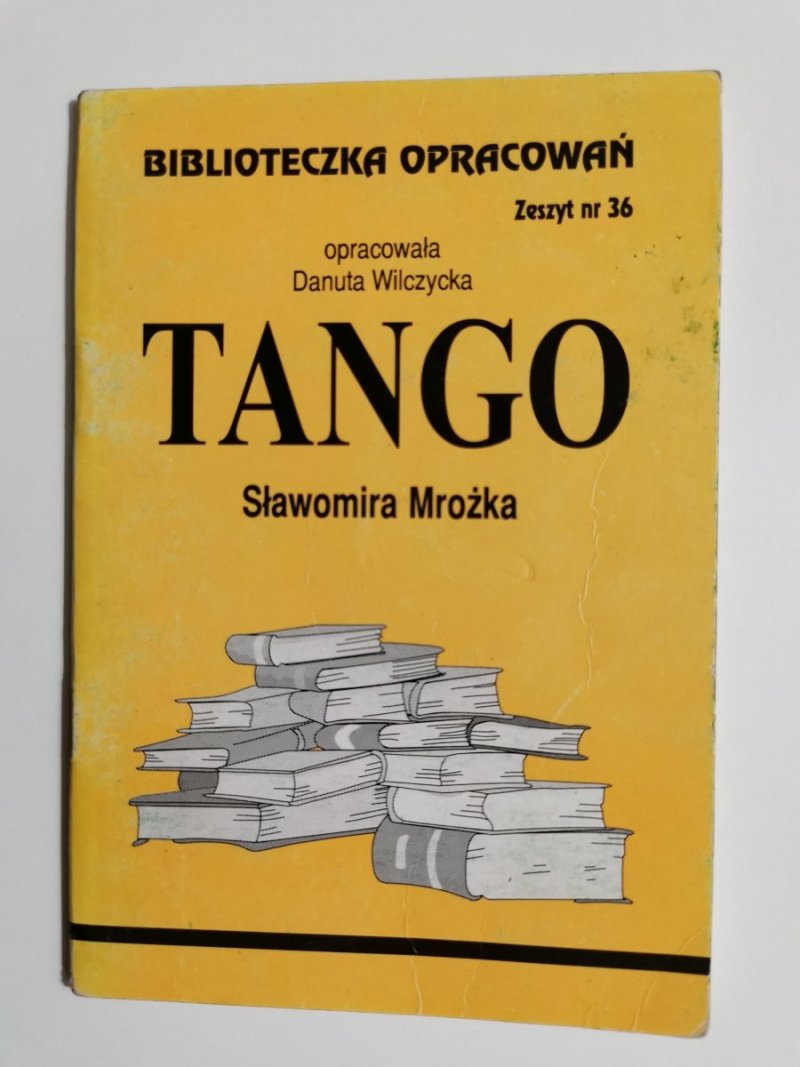 BIBLIOTECZKA OPRACOWAŃ
Zeszyt nr 36
opracowała
Danuta Wilczycka
TANGO
Sławomira Mrożka